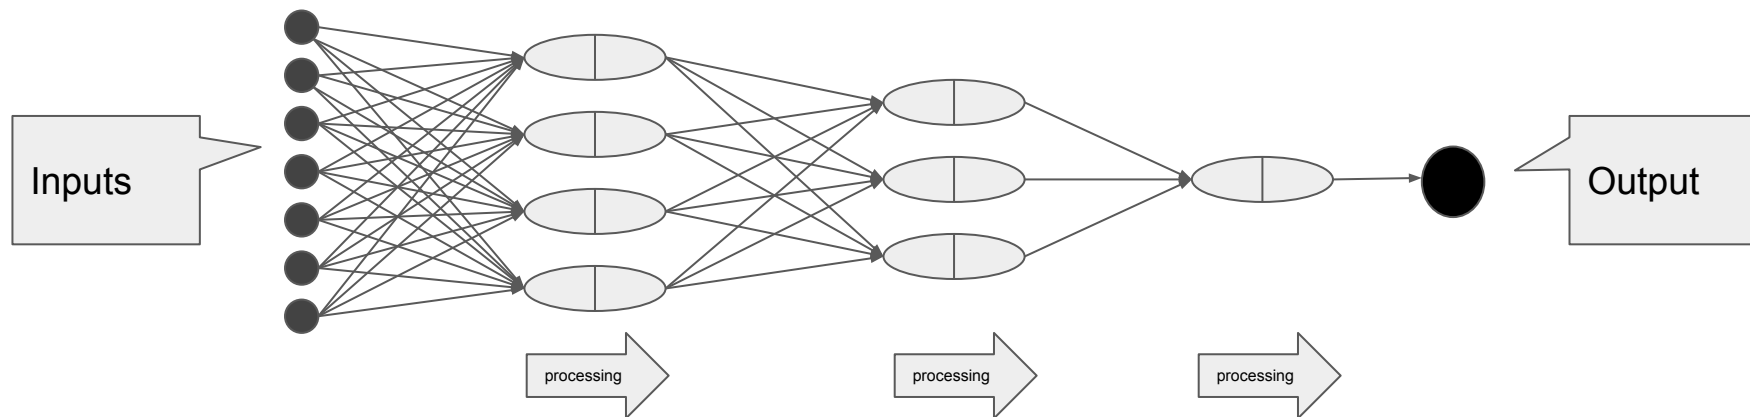 Inputs
Output
processing
processing
processing